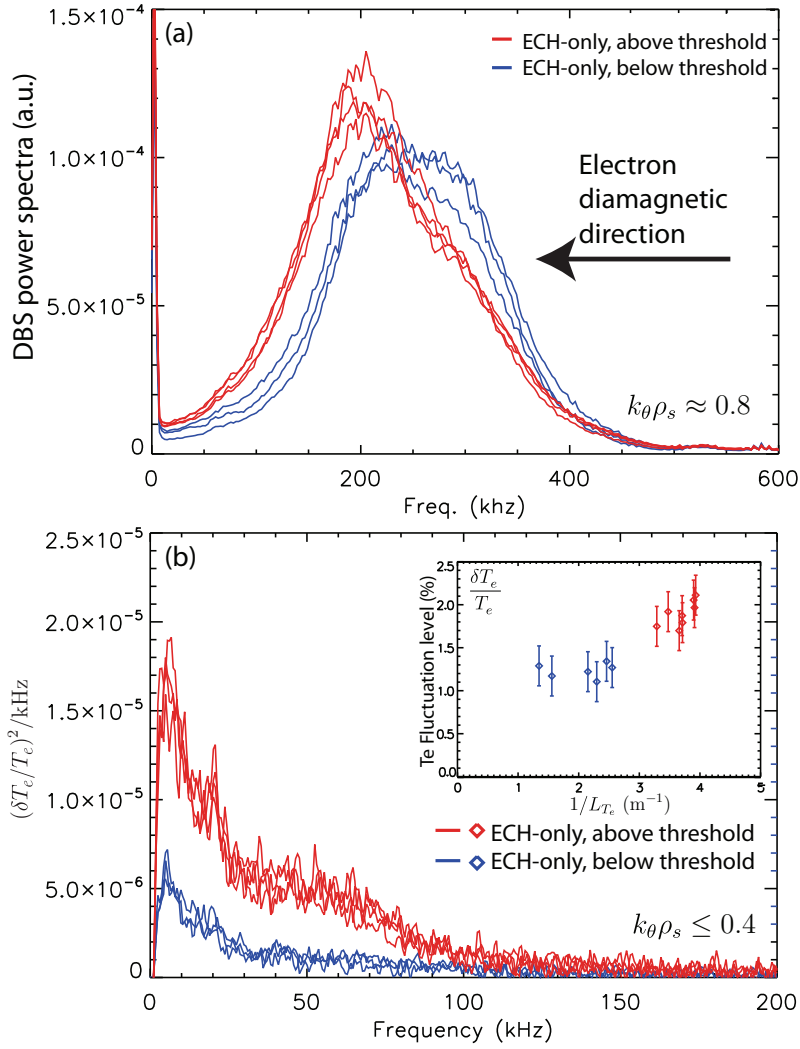 (a)
ECH-only, above threshold
ECH-only, below threshold
Electron
diamagnetic
direction
k_θρ_s ≈ 0.8
DBS power spectra (a.u.)
1.5×10⁻⁴
1.0×10⁻⁴
5.0×10⁻⁵
0
0 200 400 600
Freq. (khz)
(b)
2.5×10⁻⁵
2.0×10⁻⁵
1.5×10⁻⁵
1.0×10⁻⁵
5.0×10⁻⁶
0
(δT_e/T_e)²/kHz
δT_e
T_e
Te Fluctuation level (%)
2.5
2.0
1.5
1.0
0.5
0.0
0 1 2 3 4 5
1/L_{T_e} (m⁻¹)
ECH-only, above threshold
ECH-only, below threshold
k_θρ_s ≤ 0.4
0 50 100 150 200
Frequency (kHz)